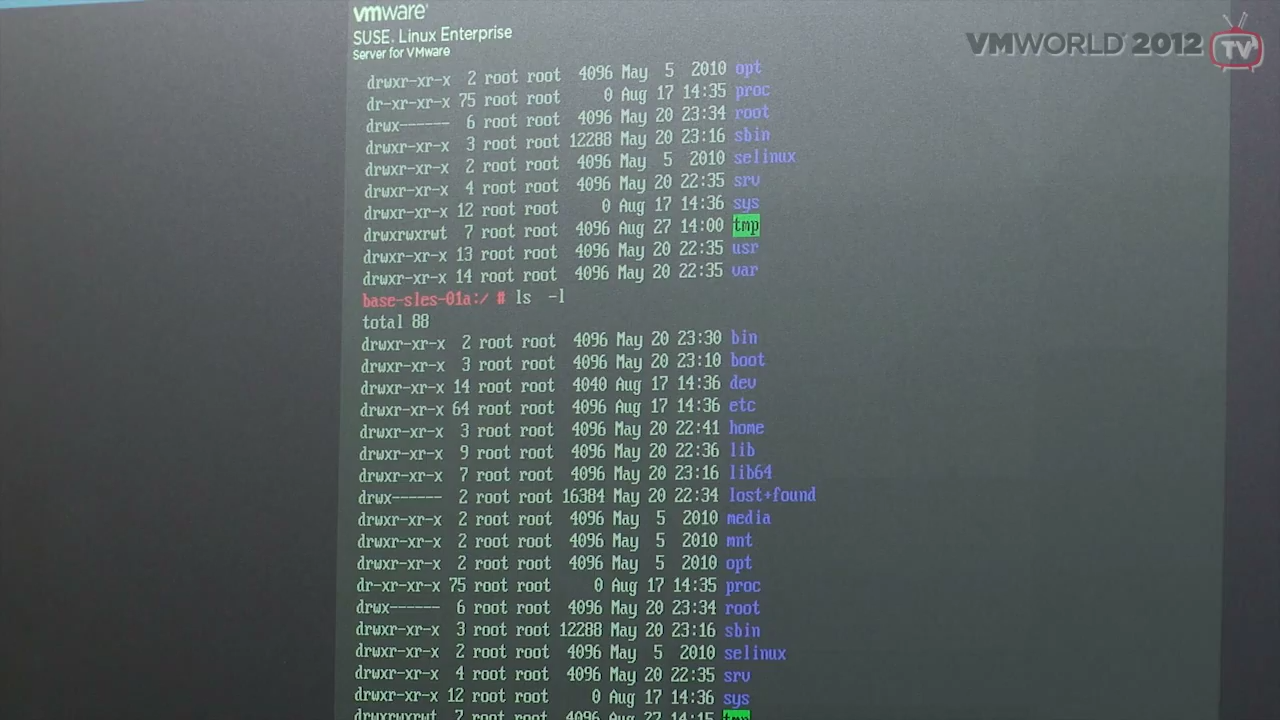 vmware®
SUSE. Linux Enterprise
Server for VMware
VMWORLD 2012 TV
drwxr-xr-x  2 root root  4096 May  5  2010 opt
dr-xr-xr-x 75 root root     0 Aug 17 14:35 proc
drwx------  6 root root  4096 May 20 23:34 root
drwxr-xr-x  3 root root 12288 May 20 23:16 sbin
drwxr-xr-x  2 root root  4096 May  5  2010 selinux
drwxr-xr-x  4 root root  4096 May 20 22:35 srv
drwxr-xr-x 12 root root     0 Aug 17 14:36 sys
drwxrwxrwt  7 root root  4096 Aug 27 14:00 tmp
drwxr-xr-x 13 root root  4096 May 20 22:35 usr
drwxr-xr-x 14 root root  4096 May 20 22:35 var
base-sles-01a:/ # ls  -l
total 88
drwxr-xr-x  2 root root  4096 May 20 23:30 bin
drwxr-xr-x  3 root root  4096 May 20 23:10 boot
drwxr-xr-x 14 root root  4040 Aug 17 14:36 dev
drwxr-xr-x 64 root root  4096 Aug 17 14:36 etc
drwxr-xr-x  3 root root  4096 May 20 22:41 home
drwxr-xr-x  9 root root  4096 May 20 22:36 lib
drwxr-xr-x  7 root root  4096 May 20 23:16 lib64
drwx------  2 root root 16384 May 20 22:34 lost+found
drwxr-xr-x  2 root root  4096 May  5  2010 media
drwxr-xr-x  2 root root  4096 May  5  2010 mnt
drwxr-xr-x  2 root root  4096 May  5  2010 opt
dr-xr-xr-x 75 root root     0 Aug 17 14:35 proc
drwx------  6 root root  4096 May 20 23:34 root
drwxr-xr-x  3 root root 12288 May 20 23:16 sbin
drwxr-xr-x  2 root root  4096 May  5  2010 selinux
drwxr-xr-x  4 root root  4096 May 20 22:35 srv
drwxr-xr-x 12 root root     0 Aug 17 14:36 sys
drwxrwxrwt  7 root root  4096 Aug 27 14:15 tmp